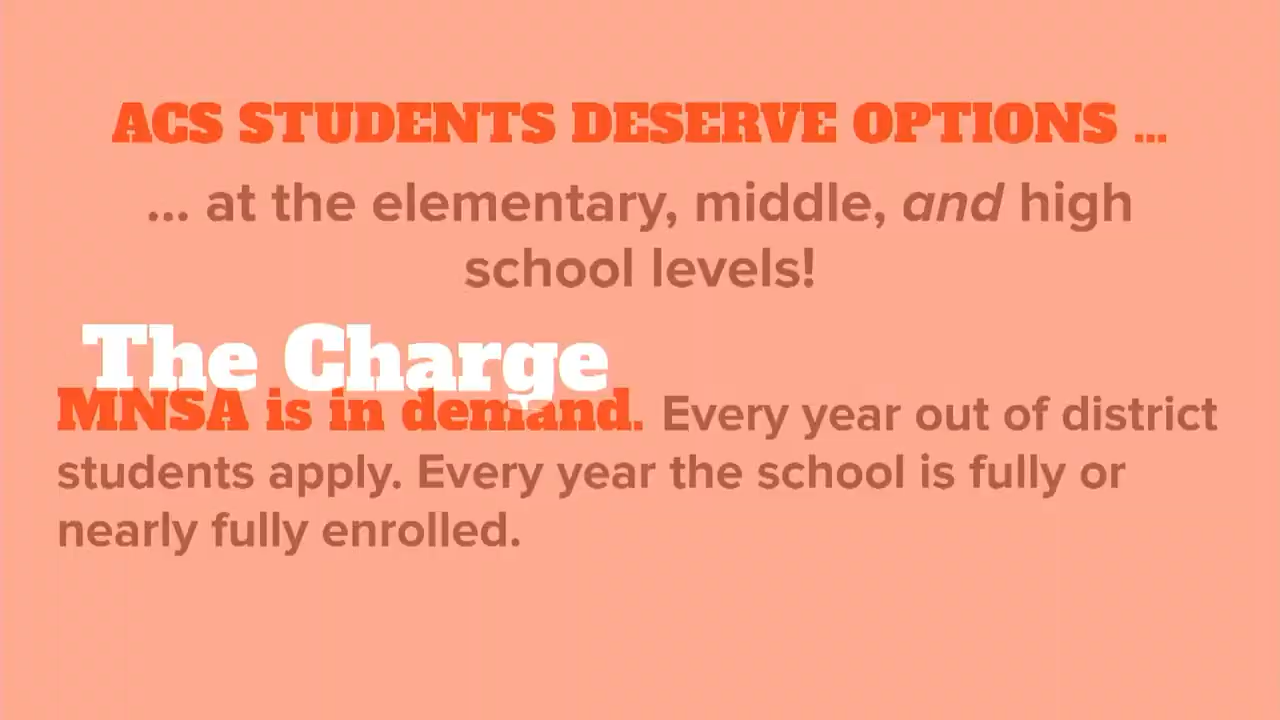 ACS STUDENTS DESERVE OPTIONS ...
... at the elementary, middle, and high
school levels!
The Charge
MNSA is in demand. Every year out of district
students apply. Every year the school is fully or
nearly fully enrolled.